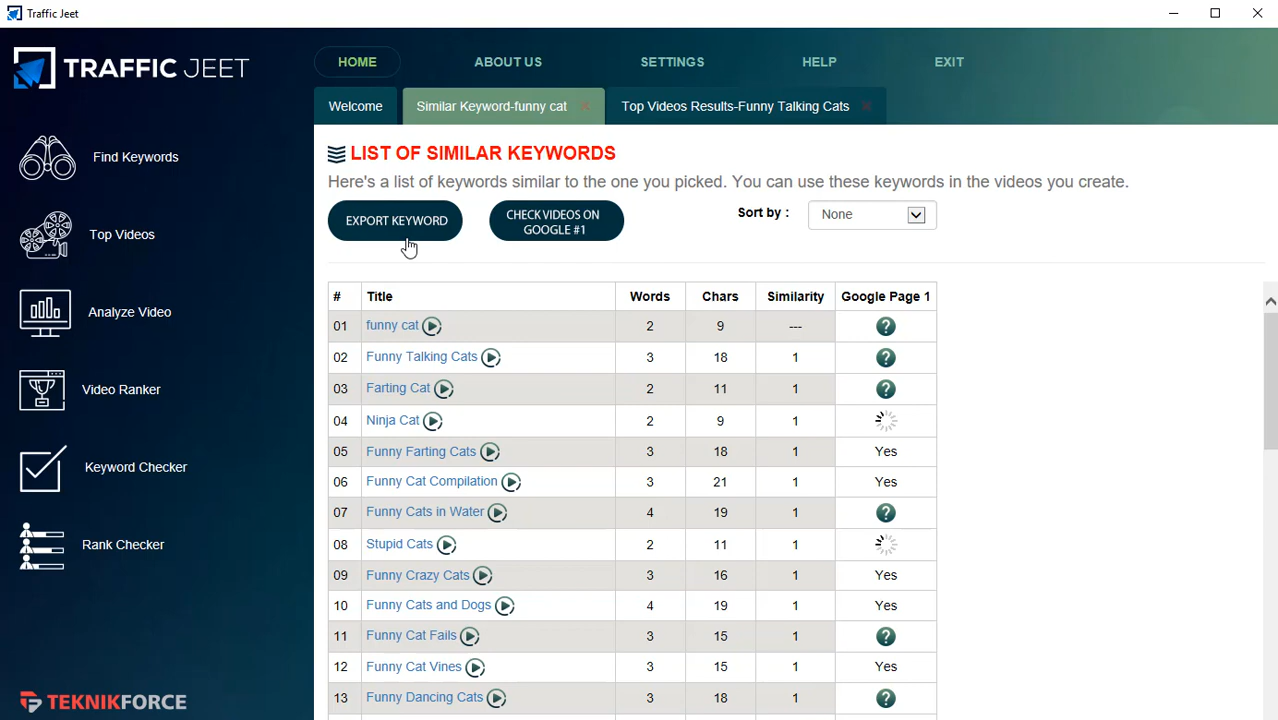 Traffic Jeet
TRAFFIC JEET
HOME ABOUT US SETTINGS HELP EXIT
Welcome Similar Keyword-funny cat x Top Videos Results-Funny Talking Cats x
Find Keywords
Top Videos
Analyze Video
Video Ranker
Keyword Checker
Rank Checker
TEKNIKFORCE
LIST OF SIMILAR KEYWORDS
Here's a list of keywords similar to the one you picked. You can use these keywords in the videos you create.
EXPORT KEYWORD
CHECK VIDEOS ON
GOOGLE #1
Sort by : None
# Title Words Chars Similarity Google Page 1
01 funny cat 2 9 --- ?
02 Funny Talking Cats 3 18 1 ?
03 Farting Cat 2 11 1 ?
04 Ninja Cat 2 9 1
05 Funny Farting Cats 3 18 1 Yes
06 Funny Cat Compilation 3 21 1 Yes
07 Funny Cats in Water 4 19 1 ?
08 Stupid Cats 2 11 1
09 Funny Crazy Cats 3 16 1 Yes
10 Funny Cats and Dogs 4 19 1 Yes
11 Funny Cat Fails 3 15 1 ?
12 Funny Cat Vines 3 15 1 Yes
13 Funny Dancing Cats 3 18 1 ?